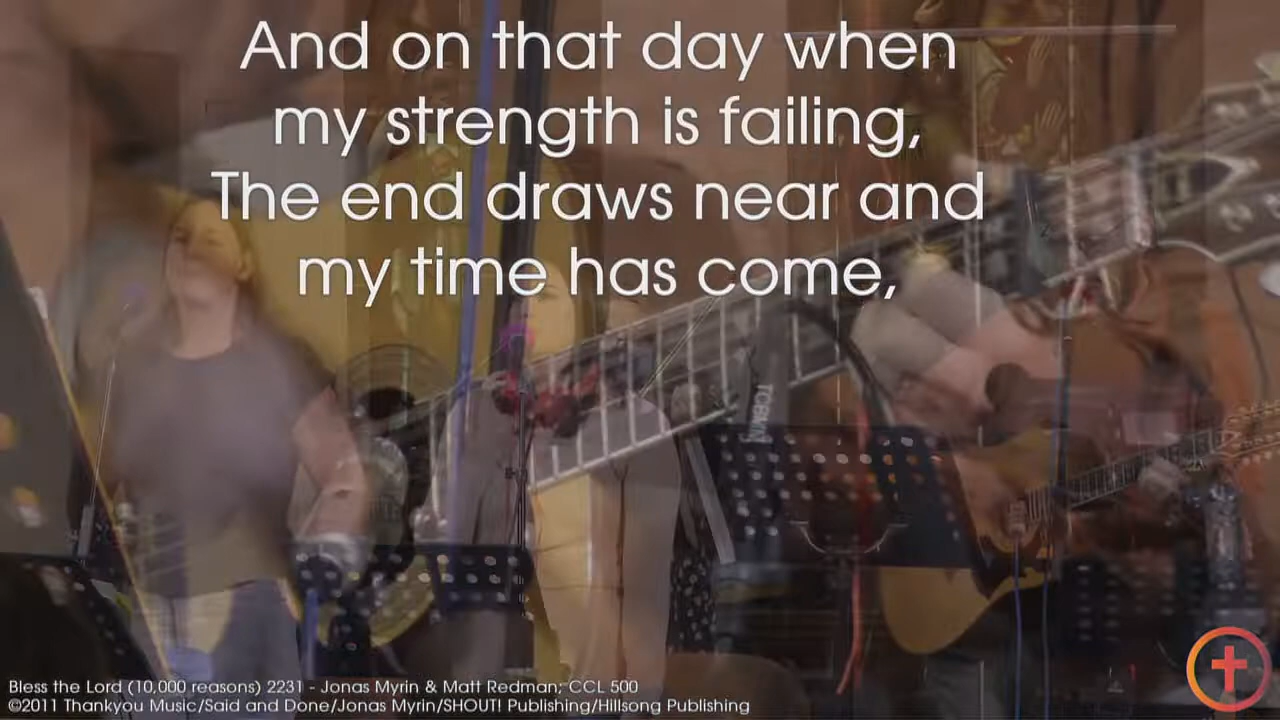 And on that day when
my strength is failing,
The end draws near and
my time has come,
Bless the Lord (10,000 reasons) 2231 - Jonas Myrin & Matt Redman; CCL 500
©2011 Thankyou Music/Said and Done/Jonas Myrin/SHOUT! Publishing/Hillsong Publishing